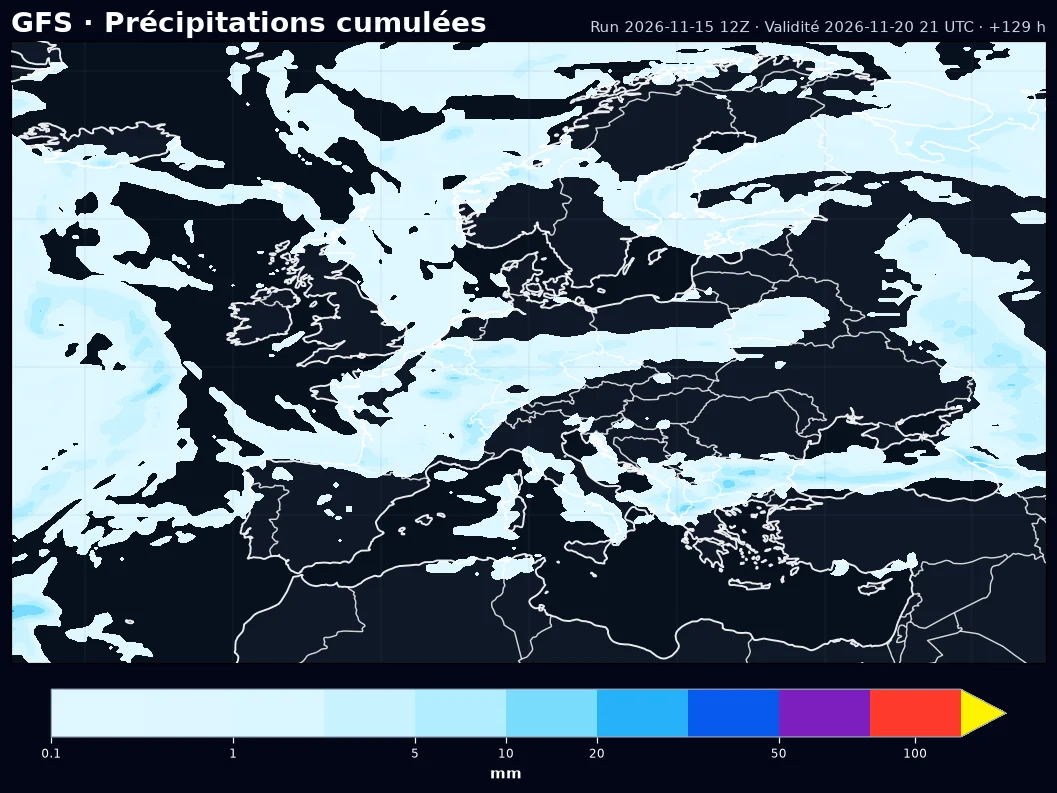 GFS · Précipitations cumulées
Run 2026-11-15 12Z · Validité 2026-11-20 21 UTC · +129 h
0.1 1 5 10 20 50 100
mm